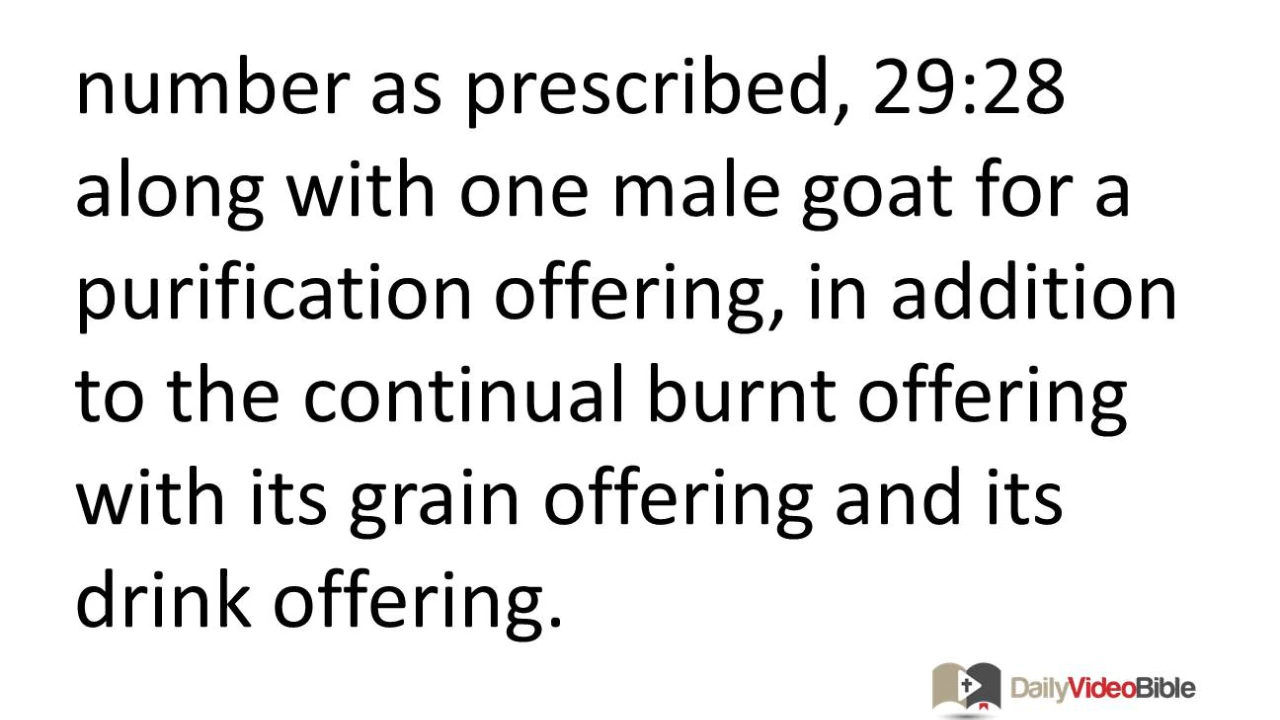 number as prescribed, 29:28
along with one male goat for a
purification offering, in addition
to the continual burnt offering
with its grain offering and its
drink offering.
DailyVideoBible